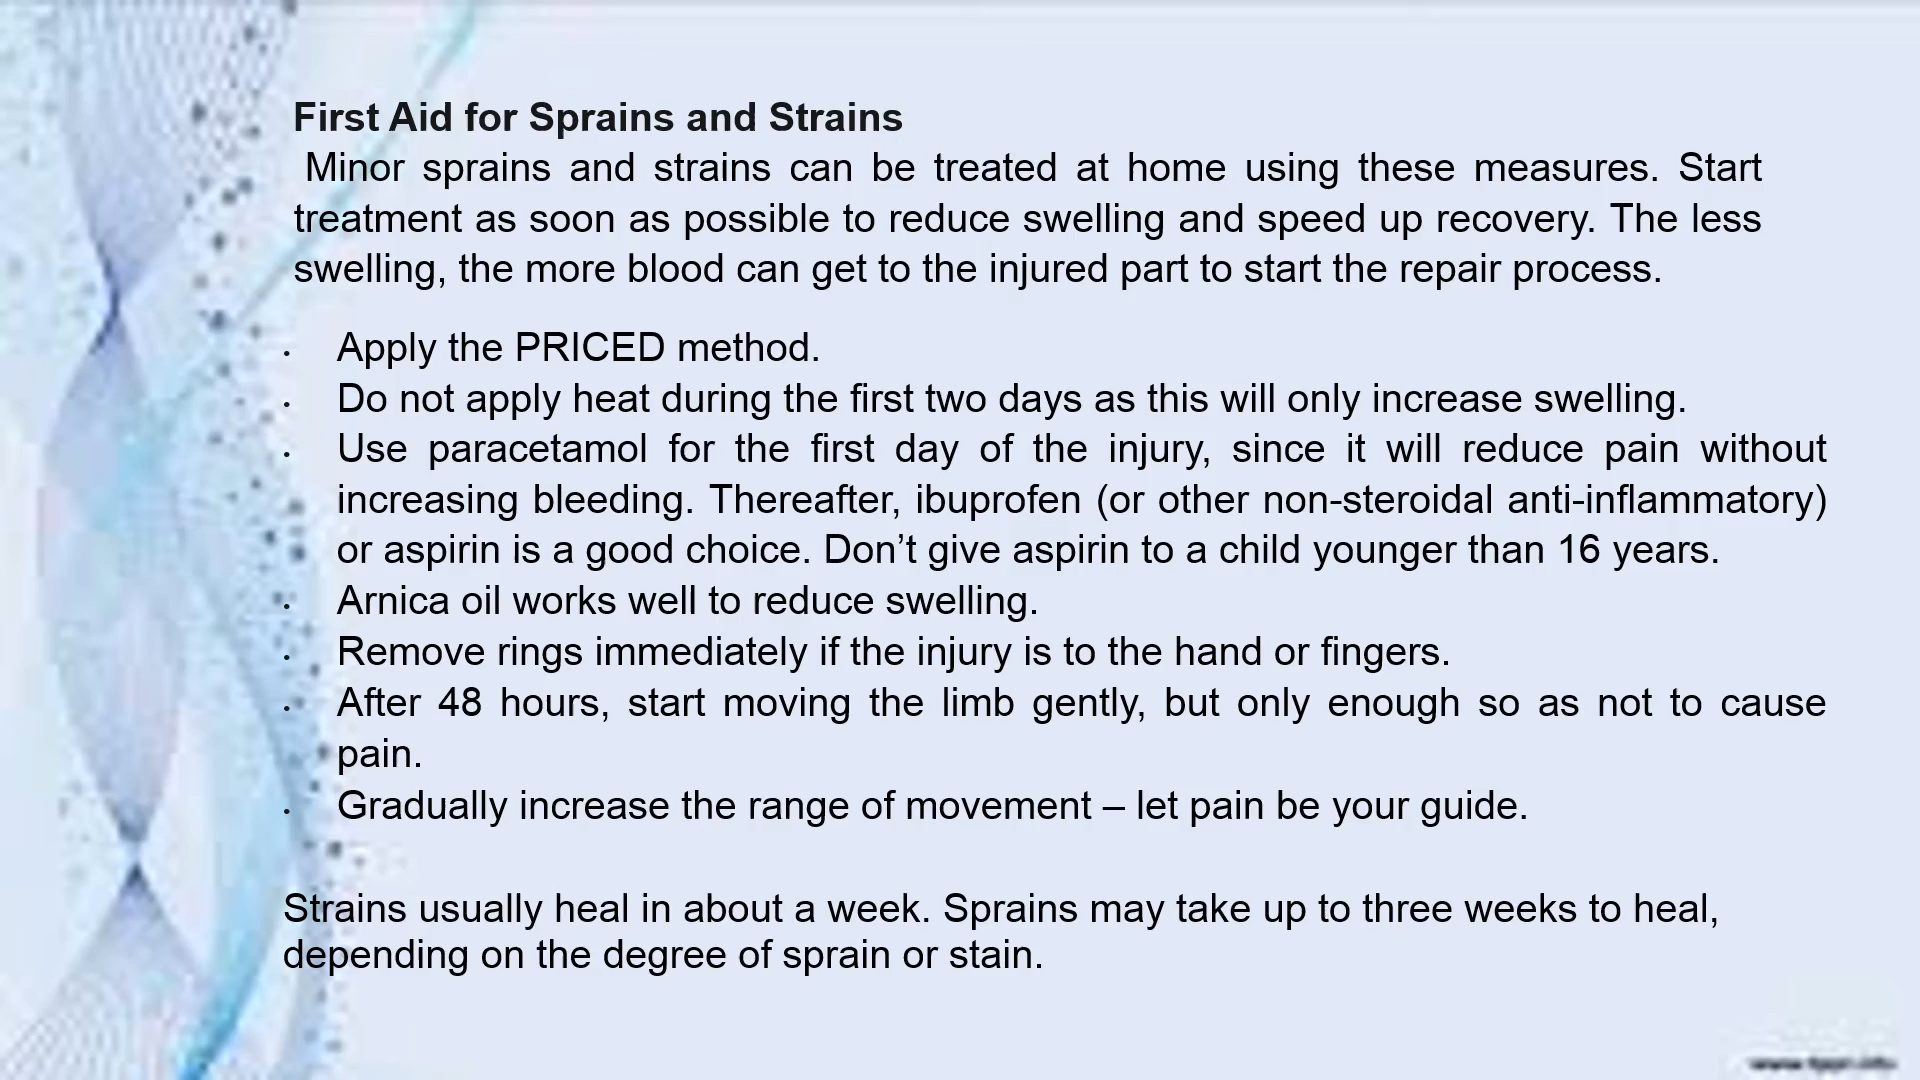 First Aid for Sprains and Strains
Minor sprains and strains can be treated at home using these measures. Start
treatment as soon as possible to reduce swelling and speed up recovery. The less
swelling, the more blood can get to the injured part to start the repair process.
• Apply the PRICED method.
• Do not apply heat during the first two days as this will only increase swelling.
• Use paracetamol for the first day of the injury, since it will reduce pain without
increasing bleeding. Thereafter, ibuprofen (or other non-steroidal anti-inflammatory)
or aspirin is a good choice. Don’t give aspirin to a child younger than 16 years.
• Arnica oil works well to reduce swelling.
• Remove rings immediately if the injury is to the hand or fingers.
• After 48 hours, start moving the limb gently, but only enough so as not to cause
pain.
• Gradually increase the range of movement – let pain be your guide.
Strains usually heal in about a week. Sprains may take up to three weeks to heal,
depending on the degree of sprain or stain.